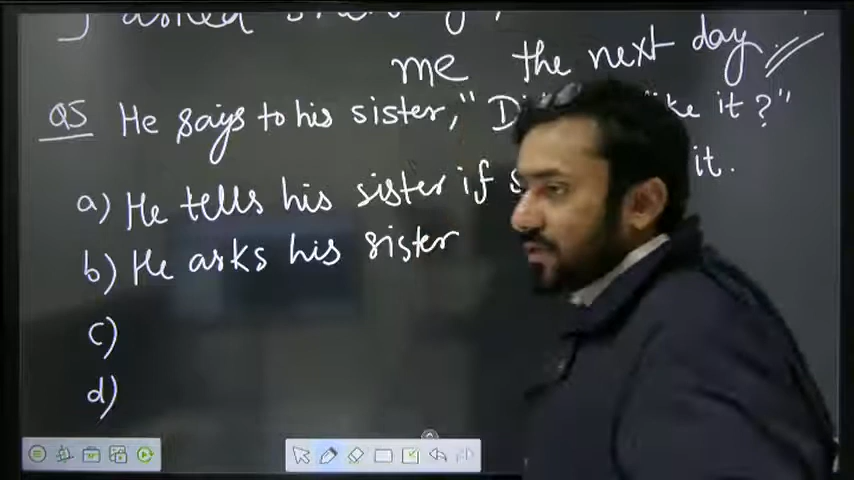 me the next day
Q5 He says to his sister, " like it ?"
a) He tells his sister if it.
b) He asks his sister
c)
d)